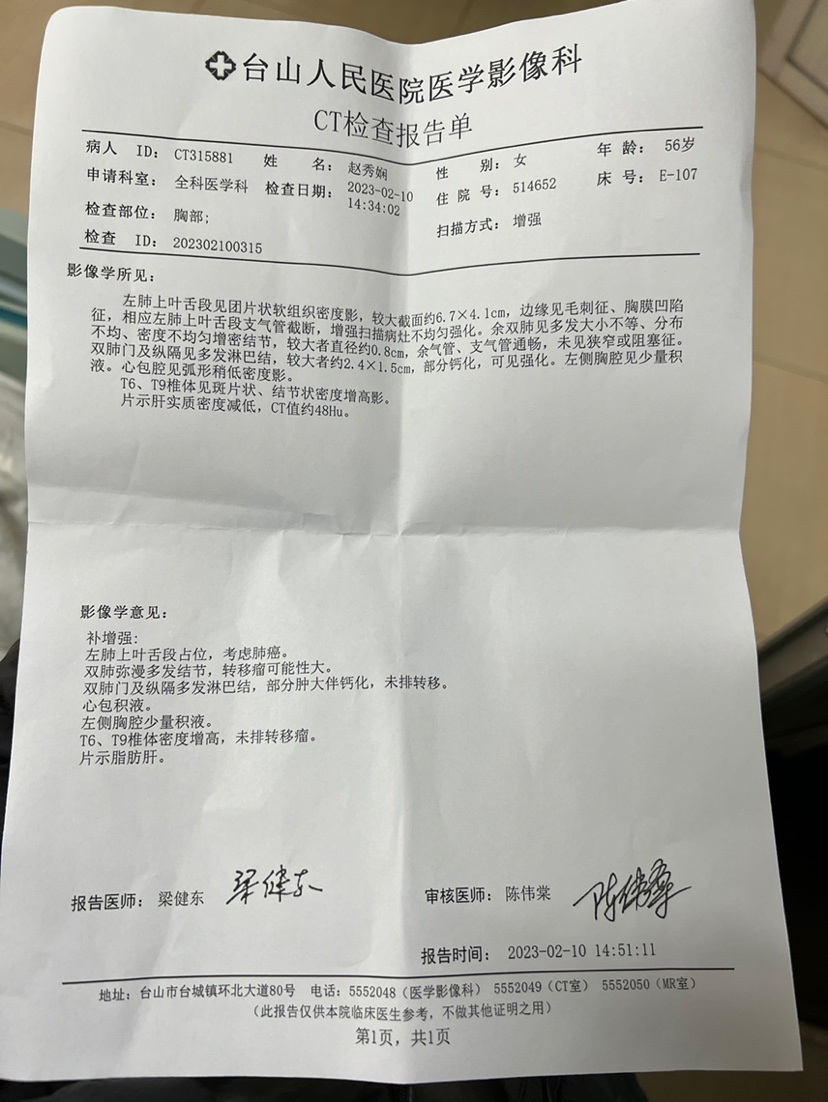 台山人民医院医学影像科
CT检查报告单
病人 ID: CT315881 姓 名: 赵秀娴 性 别: 女 年 龄: 56岁
申请科室: 全科医学科 检查日期: 2023-02-10 14:34:02 住 院 号: 514652 床 号: E-107
检查部位: 胸部; 扫描方式: 增强
检查 ID: 202302100315
影像学所见:
左肺上叶舌段见团片状软组织密度影,较大截面约6.7×4.1cm,边缘见毛刺征、胸膜凹陷
征,相应左肺上叶舌段支气管截断,增强扫描病灶不均匀强化。余双肺见多发大小不等、分布
不均、密度不均匀增密结节,较大者直径约0.8cm,余气管、支气管通畅,未见狭窄或阻塞征。
双肺门及纵隔见多发淋巴结,较大者约2.4×1.5cm,部分钙化,可见强化。左侧胸腔见少量积
液。心包腔见弧形稍低密度影。
T6、T9椎体见斑片状、结节状密度增高影。
片示肝实质密度减低,CT值约48Hu。
影像学意见:
补增强:
左肺上叶舌段占位,考虑肺癌。
双肺弥漫多发结节,转移瘤可能性大。
双肺门及纵隔多发淋巴结,部分肿大伴钙化,未排转移。
心包积液。
左侧胸腔少量积液。
T6、T9椎体密度增高,未排转移瘤。
片示脂肪肝。
报告医师: 梁健东 梁健东 审核医师: 陈伟棠 陈伟棠
报告时间: 2023-02-10 14:51:11
地址: 台山市台城镇环北大道80号 电话: 5552048(医学影像科) 5552049(CT室) 5552050(MR室)
(此报告仅供本院临床医生参考,不做其他证明之用)
第1页,共1页